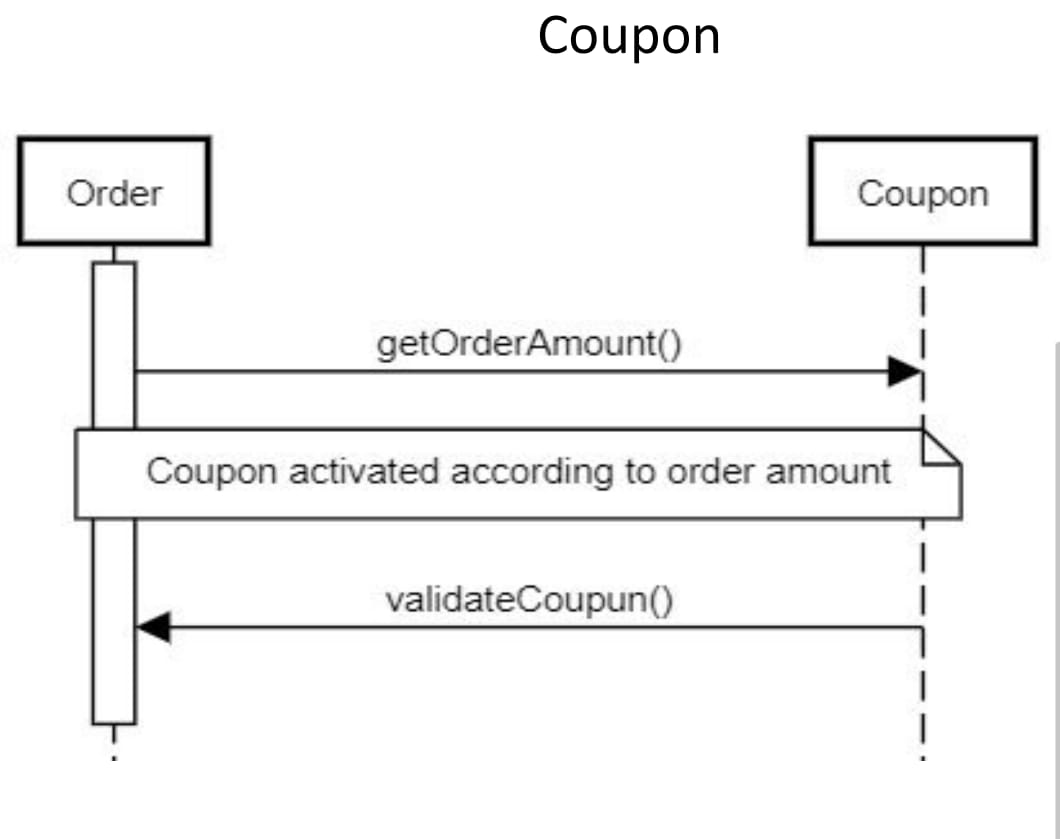 Coupon
Order
Coupon
getOrderAmount()
Coupon activated according to order amount
validateCoupun()